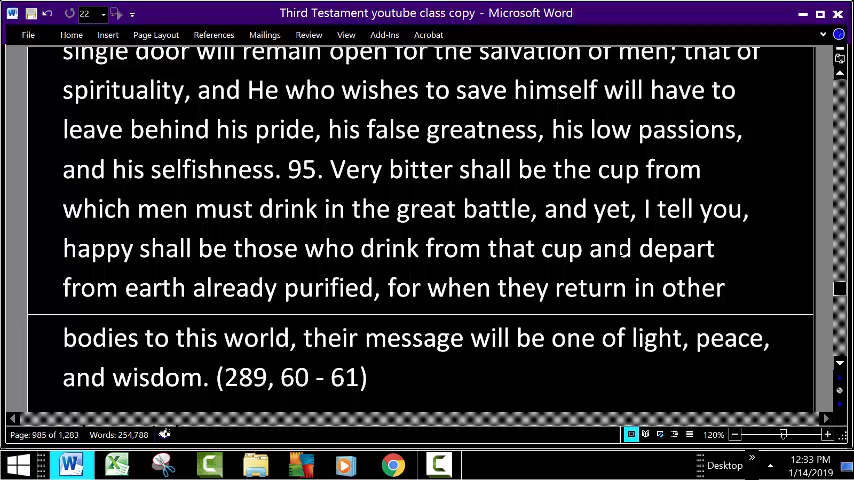 22
Third Testament youtube class copy - Microsoft Word
File Home Insert Page Layout References Mailings Review View Add-Ins Acrobat
single door will remain open for the salvation of men; that of
spirituality, and He who wishes to save himself will have to
leave behind his pride, his false greatness, his low passions,
and his selfishness. 95. Very bitter shall be the cup from
which men must drink in the great battle, and yet, I tell you,
happy shall be those who drink from that cup and depart
from earth already purified, for when they return in other
bodies to this world, their message will be one of light, peace,
and wisdom. (289, 60 - 61)
Page: 985 of 1,283 Words: 254,788 120%
Desktop
12:33 PM
1/14/2019